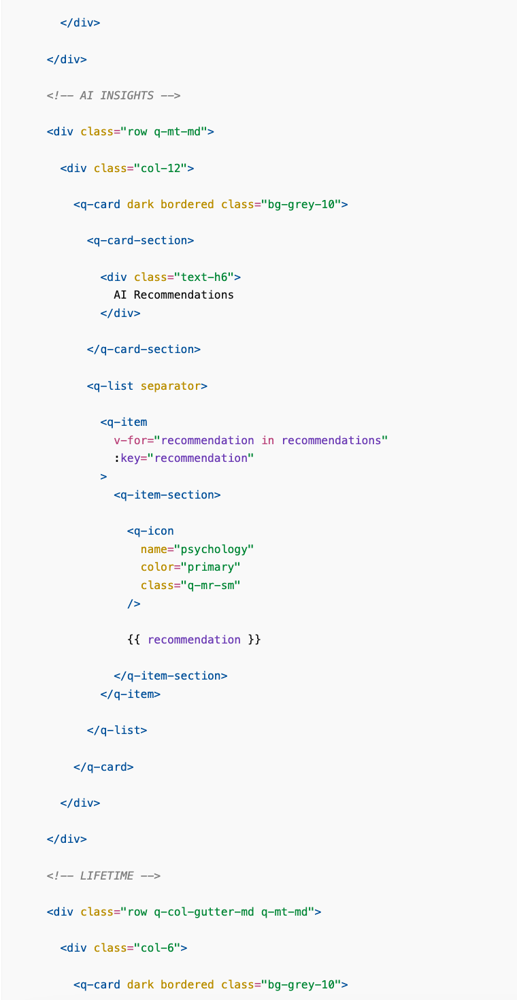 </div>
</div>
<!-- AI INSIGHTS -->
<div class="row q-mt-md">
<div class="col-12">
<q-card dark bordered class="bg-grey-10">
<q-card-section>
<div class="text-h6">
AI Recommendations
</div>
</q-card-section>
<q-list separator>
<q-item
v-for="recommendation in recommendations"
:key="recommendation"
>
<q-item-section>
<q-icon
name="psychology"
color="primary"
class="q-mr-sm"
/>
{{ recommendation }}
</q-item-section>
</q-item>
</q-list>
</q-card>
</div>
</div>
<!-- LIFETIME -->
<div class="row q-col-gutter-md q-mt-md">
<div class="col-6">
<q-card dark bordered class="bg-grey-10">